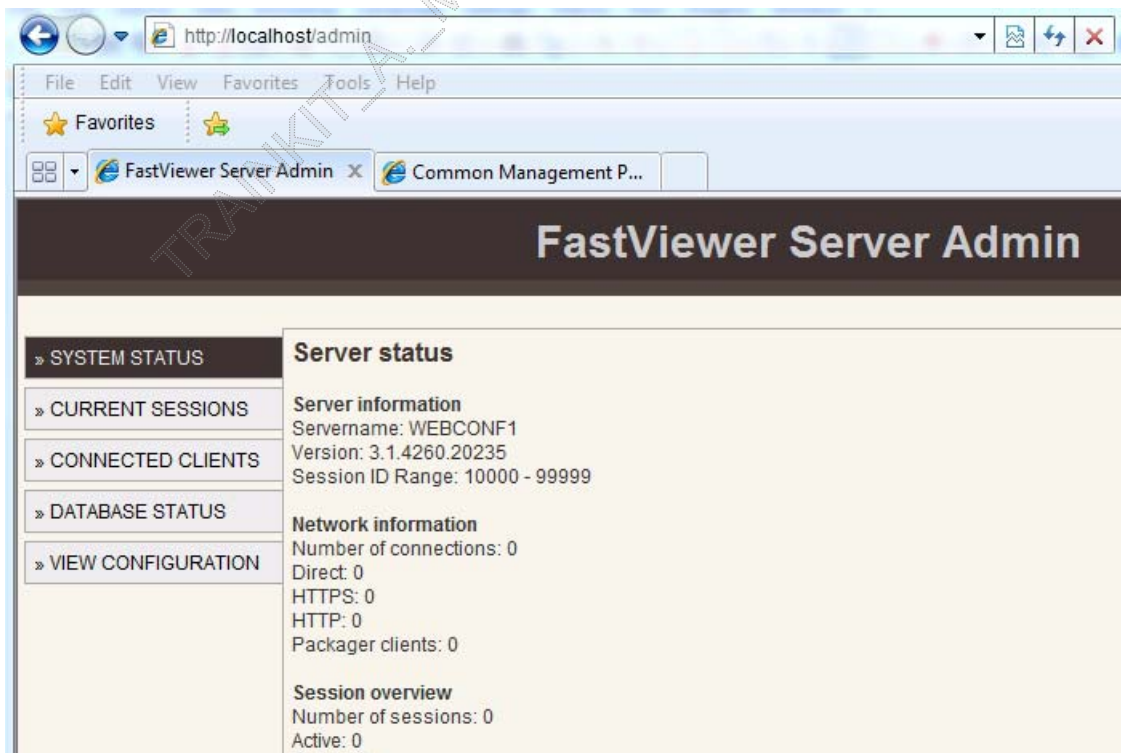 http://localhost/admin
File Edit View Favorites Tools Help
Favorites
FastViewer Server Admin x Common Management P...
FastViewer Server Admin
» SYSTEM STATUS
» CURRENT SESSIONS
» CONNECTED CLIENTS
» DATABASE STATUS
» VIEW CONFIGURATION
Server status
Server information
Servername: WEBCONF1
Version: 3.1.4260.20235
Session ID Range: 10000 - 99999
Network information
Number of connections: 0
Direct: 0
HTTPS: 0
HTTP: 0
Packager clients: 0
Session overview
Number of sessions: 0
Active: 0